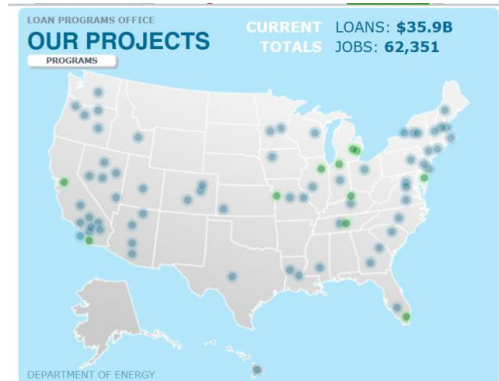 LOAN PROGRAMS OFFICE
OUR PROJECTS
PROGRAMS
CURRENT LOANS: $35.9B
TOTALS JOBS: 62,351
DEPARTMENT OF ENERGY